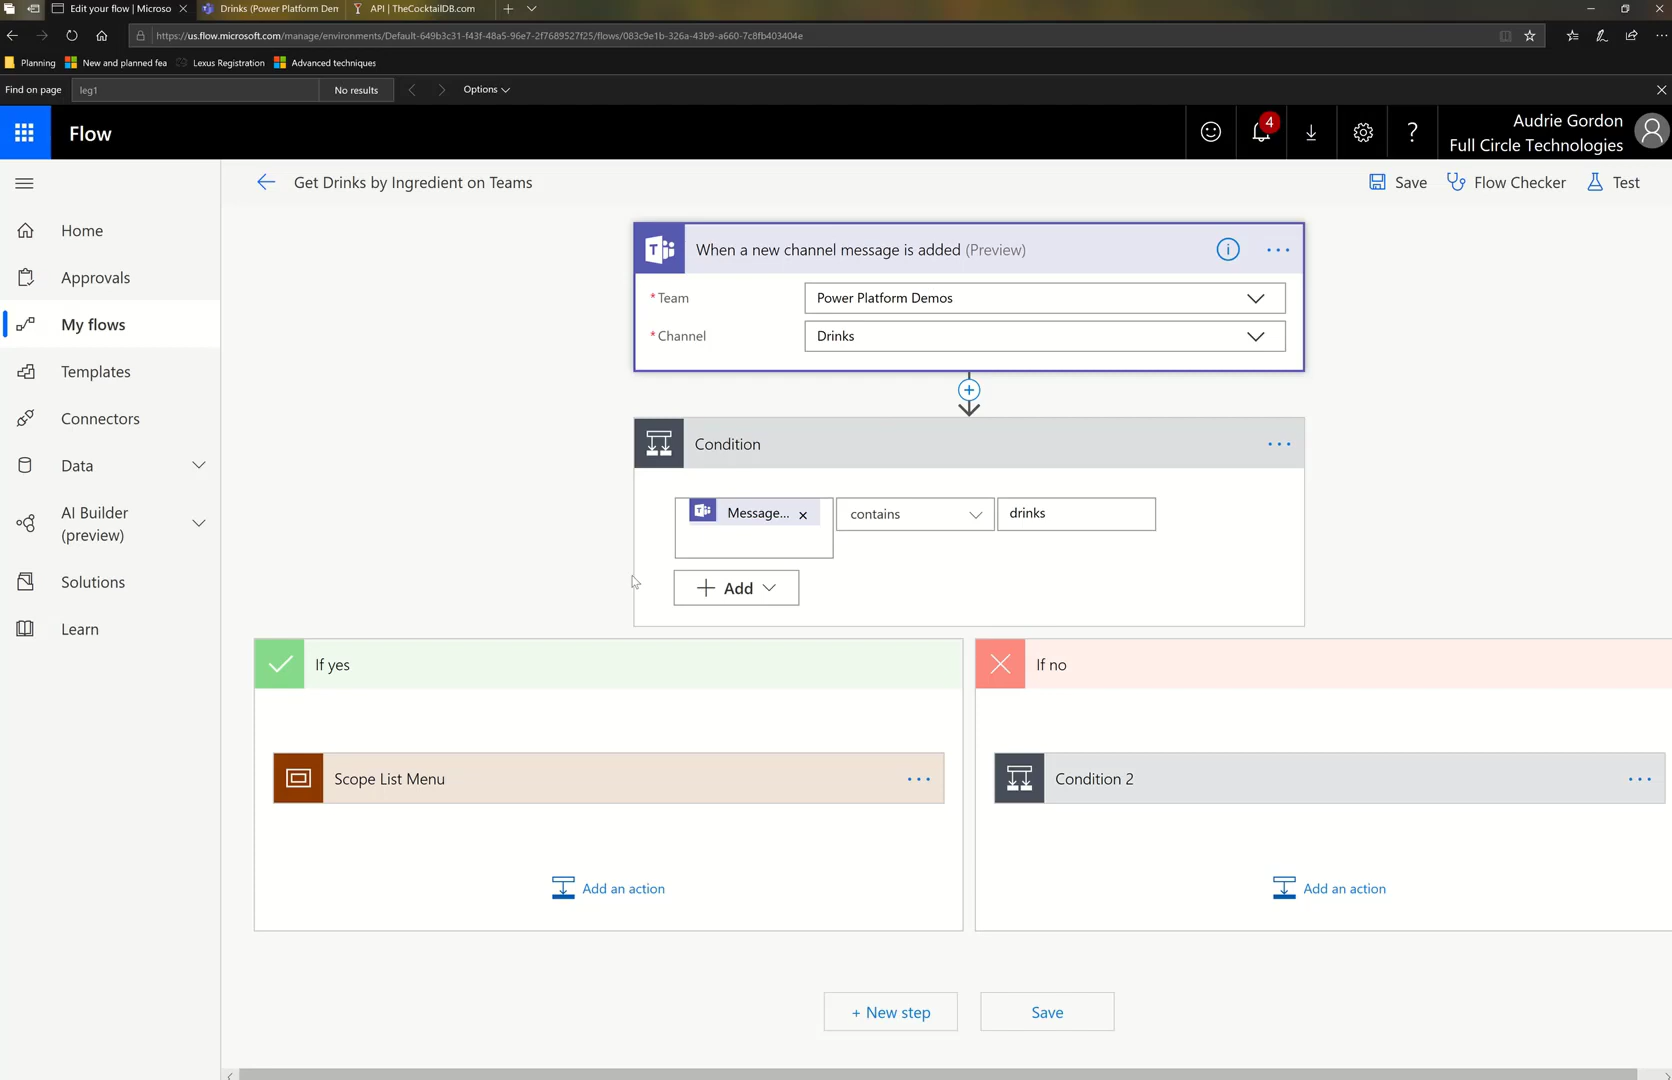 Edit your flow | Microso
Drinks (Power Platform Den
API | TheCocktailDB.com
https://us.flow.microsoft.com/manage/environments/Default-649b3c31-f43f-48a5-96e7-2f7689527f25/flows/083c9e1b-326a-43b9-a660-7c8fb403404e
Planning
New and planned fea
Lexus Registration
Advanced techniques
Find on page
leg1
No results
Options
Flow
4
?
Audrie Gordon
Full Circle Technologies
Get Drinks by Ingredient on Teams
Save
Flow Checker
Test
Home
Approvals
My flows
Templates
Connectors
Data
AI Builder
(preview)
Solutions
Learn
When a new channel message is added (Preview)
* Team
Power Platform Demos
* Channel
Drinks
Condition
Message...
contains
drinks
Add
If yes
If no
Scope List Menu
Condition 2
Add an action
Add an action
+ New step
Save